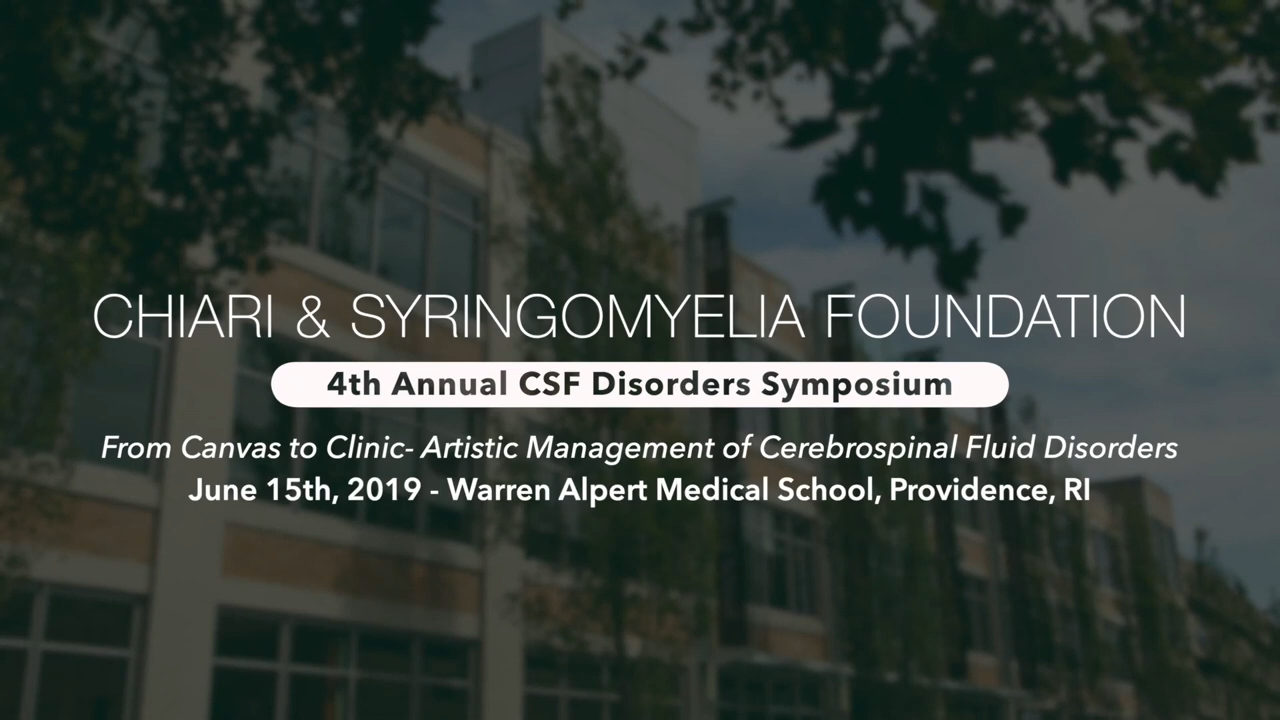 CHIARI & SYRINGOMYELIA FOUNDATION
4th Annual CSF Disorders Symposium
From Canvas to Clinic- Artistic Management of Cerebrospinal Fluid Disorders
June 15th, 2019 - Warren Alpert Medical School, Providence, RI